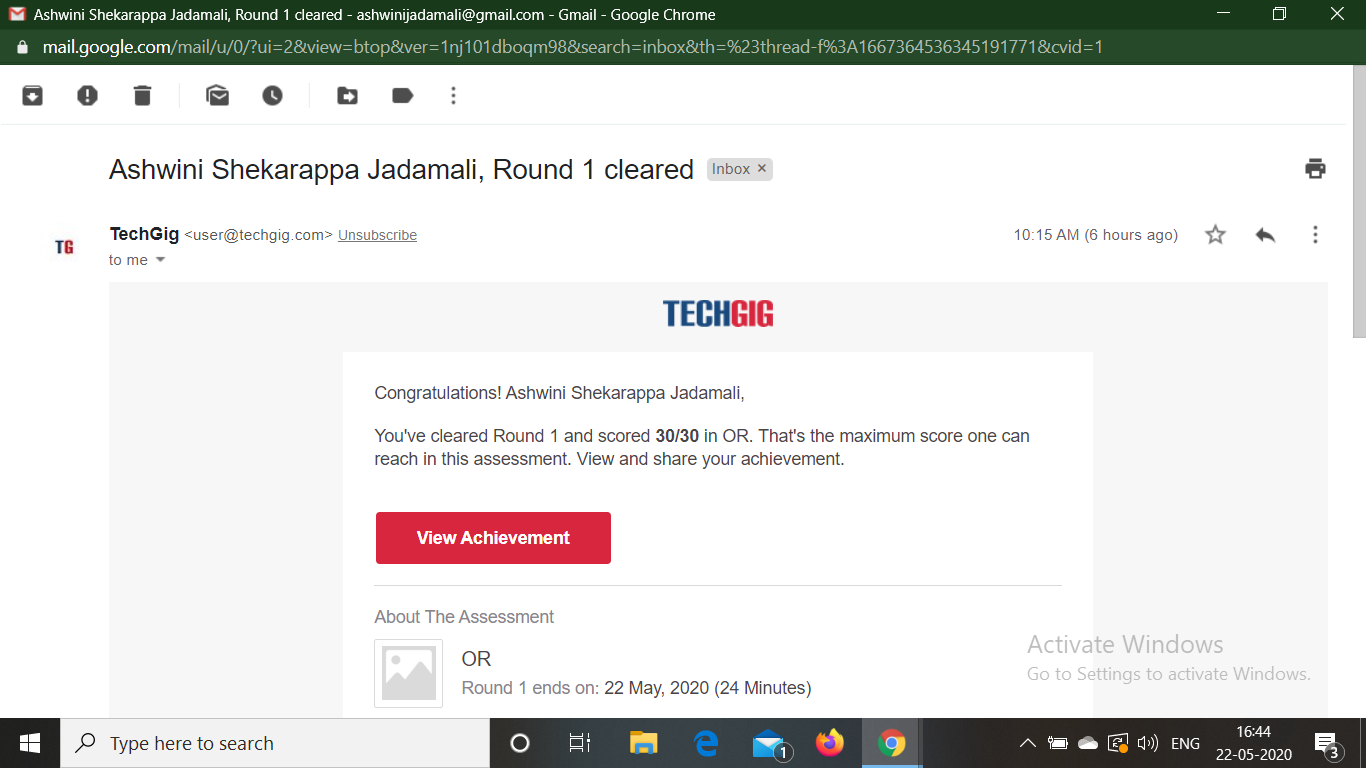 Ashwini Shekarappa Jadamali, Round 1 cleared - ashwinijadamali@gmail.com - Gmail - Google Chrome
mail.google.com/mail/u/0/?ui=2&view=btop&ver=1nj101dboqm98&search=inbox&th=%23thread-f%3A1667364536345191771&cvid=1
Ashwini Shekarappa Jadamali, Round 1 cleared Inbox ×
TG
TechGig <user@techgig.com> Unsubscribe 10:15 AM (6 hours ago)
to me
TECHGIG
Congratulations! Ashwini Shekarappa Jadamali,
You've cleared Round 1 and scored 30/30 in OR. That's the maximum score one can
reach in this assessment. View and share your achievement.
View Achievement
About The Assessment
OR
Round 1 ends on: 22 May, 2020 (24 Minutes)
Activate Windows
Go to Settings to activate Windows.
Type here to search 1 ENG 16:44
22-05-2020 3